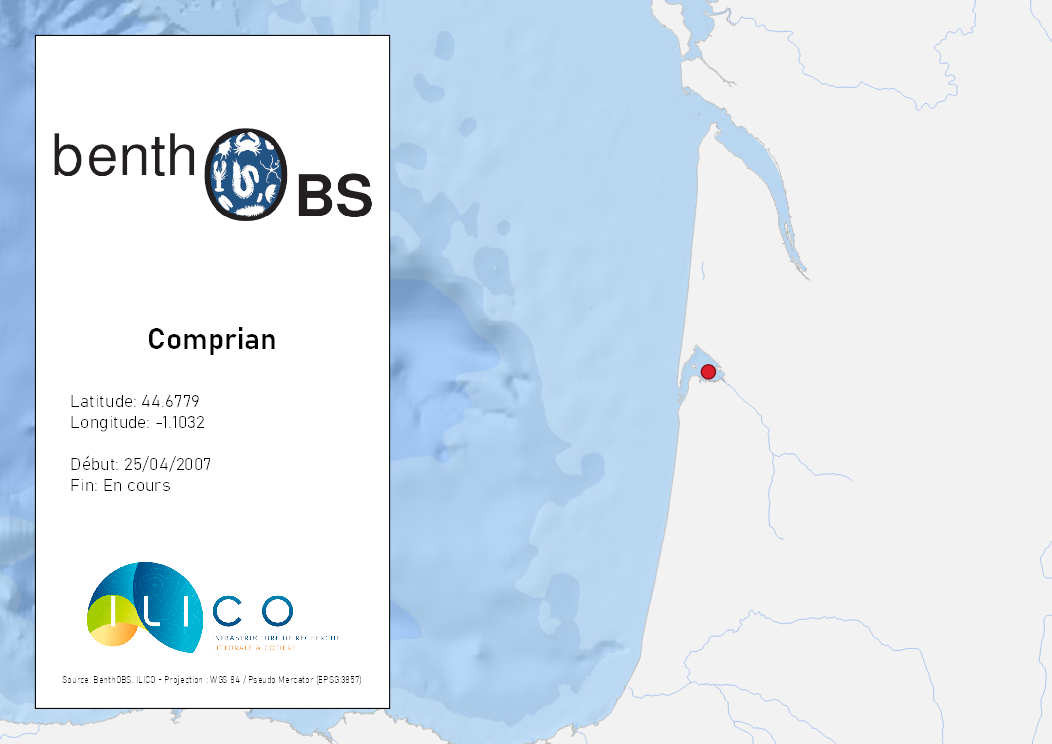 benth
BS
Comprian
Latitude: 44.6779
Longitude: -1.1032
Début: 25/04/2007
Fin: En cours
ILICO
INFRASTRUCTURE DE RECHERCHE
LITTORALE & CÔTIÈRE
Source: BenthOBS, ILICO - Projection : WGS 84 / Pseudo Mercator (EPSG:3857)